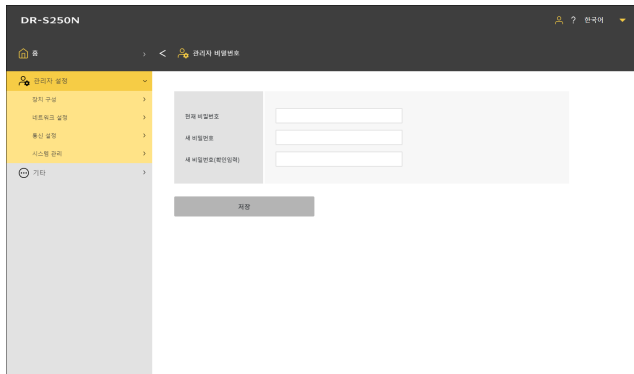 DR-S250N
? 한국어
홈
관리자 비밀번호
관리자 설정
장치 구성
네트워크 설정
통신 설정
시스템 관리
기타
현재 비밀번호
새 비밀번호
새 비밀번호(확인입력)
저장